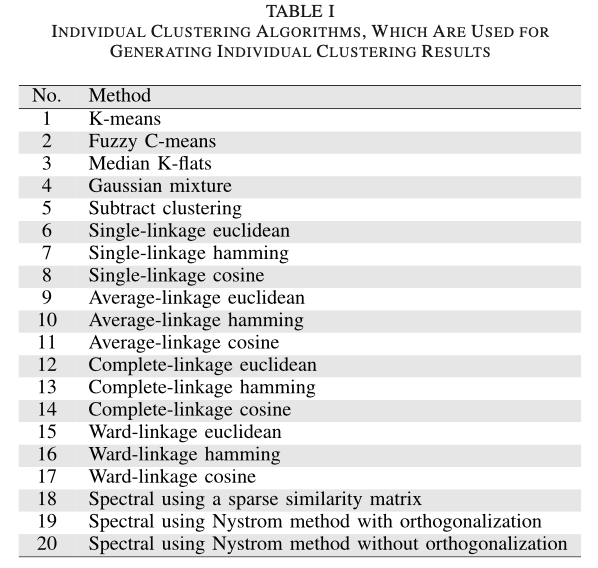 TABLE I
INDIVIDUAL CLUSTERING ALGORITHMS, WHICH ARE USED FOR
GENERATING INDIVIDUAL CLUSTERING RESULTS
No. Method
1 K-means
2 Fuzzy C-means
3 Median K-flats
4 Gaussian mixture
5 Subtract clustering
6 Single-linkage euclidean
7 Single-linkage hamming
8 Single-linkage cosine
9 Average-linkage euclidean
10 Average-linkage hamming
11 Average-linkage cosine
12 Complete-linkage euclidean
13 Complete-linkage hamming
14 Complete-linkage cosine
15 Ward-linkage euclidean
16 Ward-linkage hamming
17 Ward-linkage cosine
18 Spectral using a sparse similarity matrix
19 Spectral using Nystrom method with orthogonalization
20 Spectral using Nystrom method without orthogonalization